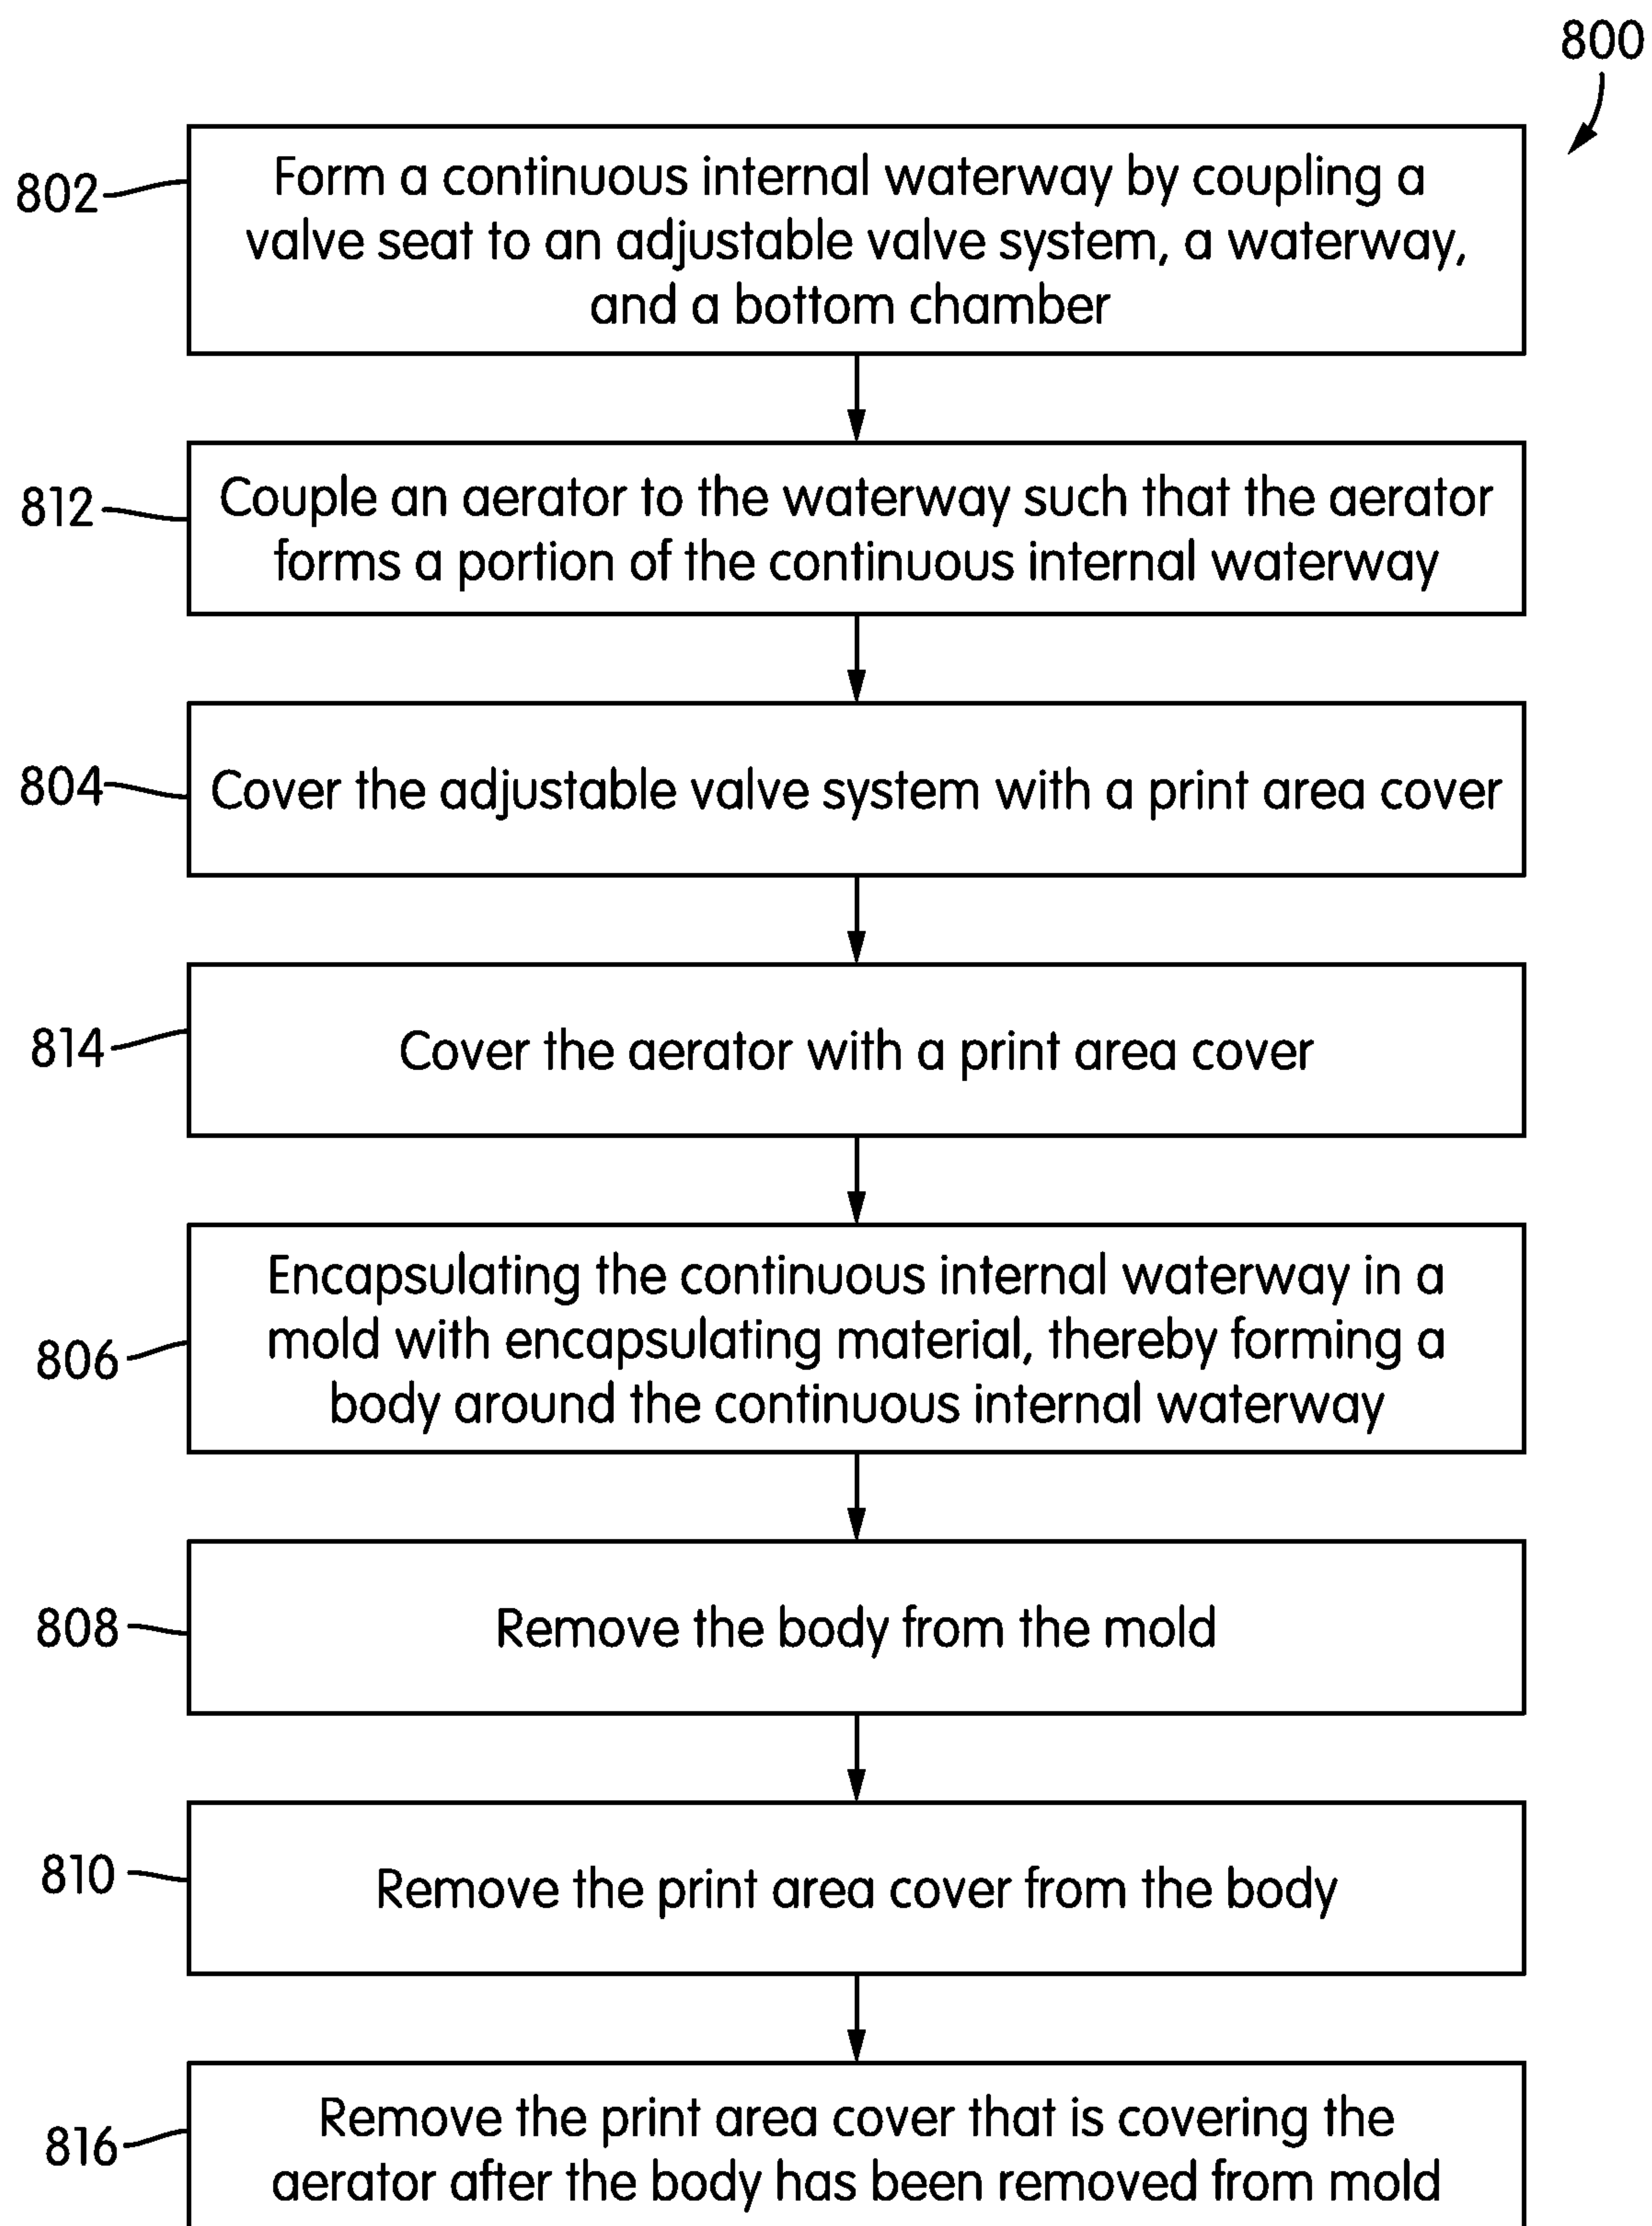 800
802
Form a continuous internal waterway by coupling a
valve seat to an adjustable valve system, a waterway,
and a bottom chamber
812
Couple an aerator to the waterway such that the aerator
forms a portion of the continuous internal waterway
804
Cover the adjustable valve system with a print area cover
814
Cover the aerator with a print area cover
806
Encapsulating the continuous internal waterway in a
mold with encapsulating material, thereby forming a
body around the continuous internal waterway
808
Remove the body from the mold
810
Remove the print area cover from the body
816
Remove the print area cover that is covering the
aerator after the body has been removed from mold